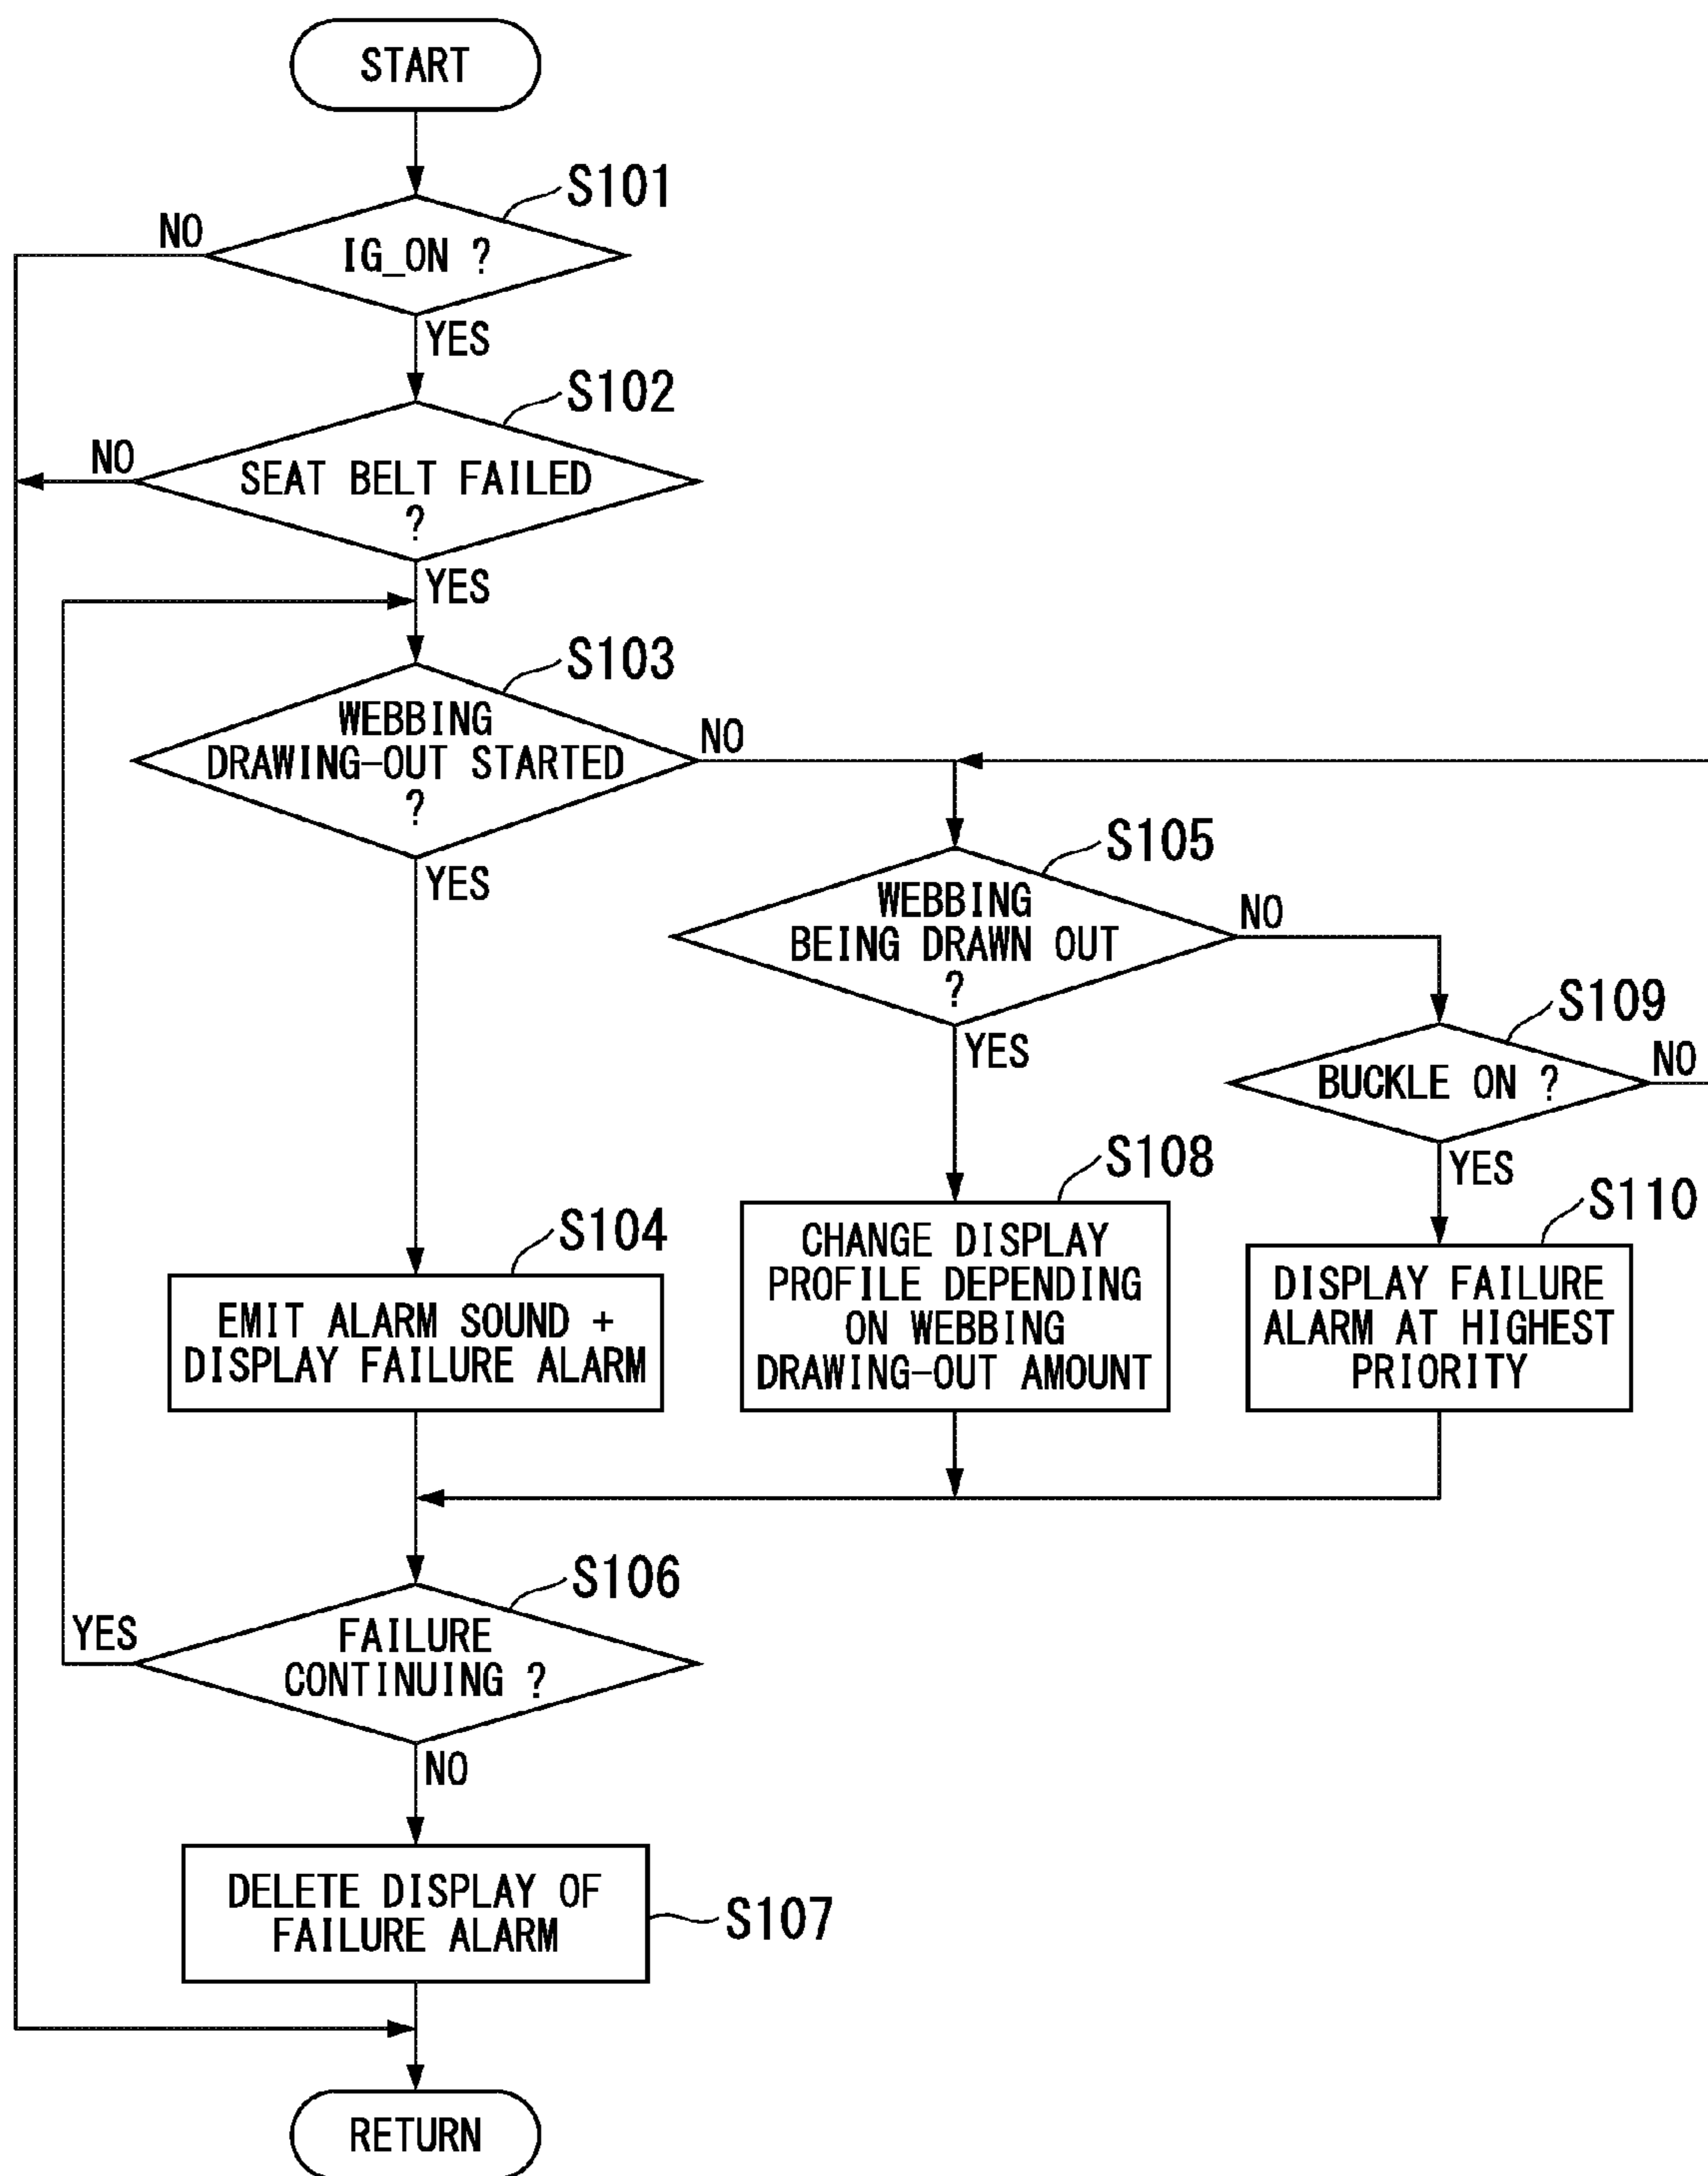 START
S101
NO
IG_ON ?
YES
S102
NO
SEAT BELT FAILED
?
YES
S103
WEBBING
DRAWING-OUT STARTED
?
NO
YES
S105
WEBBING
BEING DRAWN OUT
?
NO
YES
S109
BUCKLE ON ?
NO
YES
S104
EMIT ALARM SOUND +
DISPLAY FAILURE ALARM
S108
CHANGE DISPLAY
PROFILE DEPENDING
ON WEBBING
DRAWING-OUT AMOUNT
S110
DISPLAY FAILURE
ALARM AT HIGHEST
PRIORITY
S106
YES
FAILURE
CONTINUING ?
NO
DELETE DISPLAY OF
FAILURE ALARM
S107
RETURN